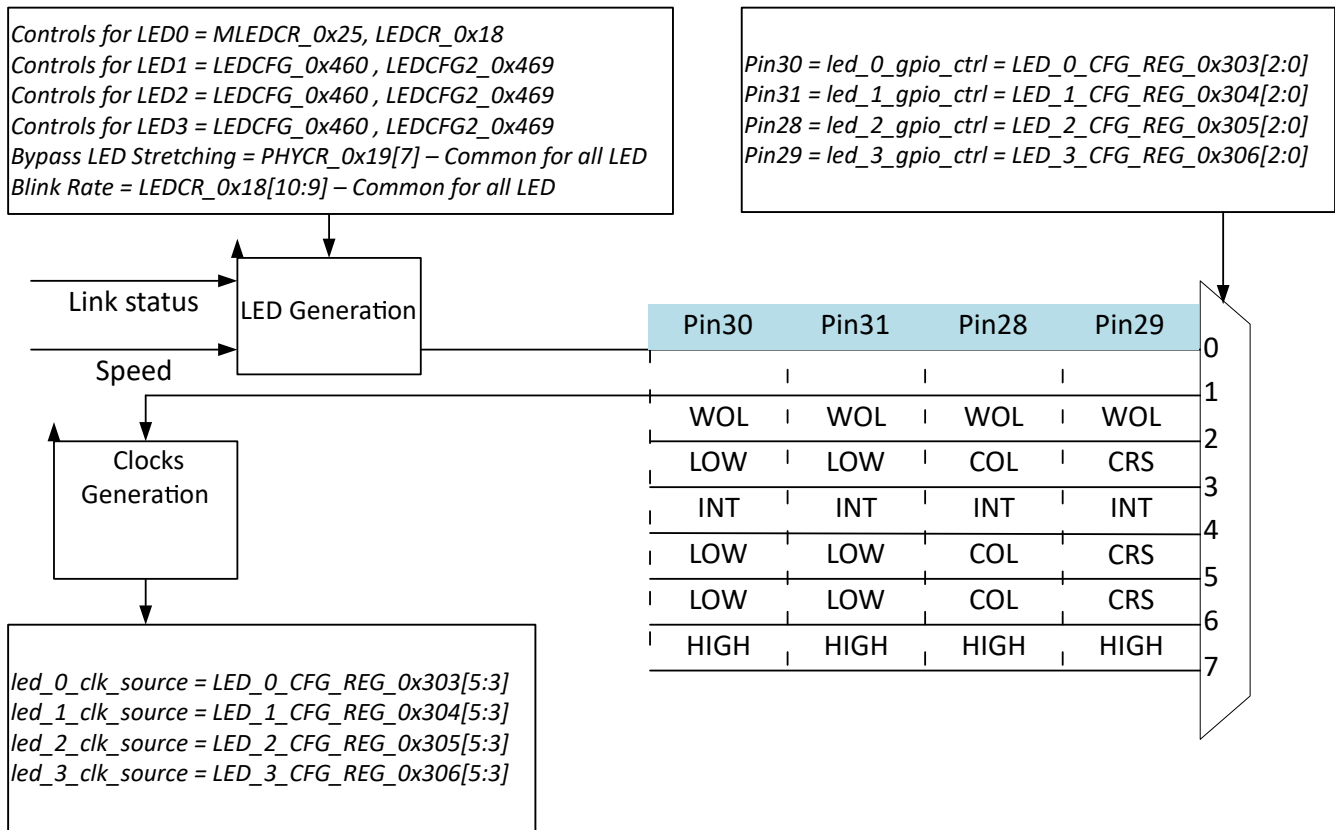 Controls for LED0 = MLEDCR_0x25, LEDCR_0x18
Controls for LED1 = LEDCFG_0x460 , LEDCFG2_0x469
Controls for LED2 = LEDCFG_0x460 , LEDCFG2_0x469
Controls for LED3 = LEDCFG_0x460 , LEDCFG2_0x469
Bypass LED Stretching = PHYCR_0x19[7] – Common for all LED
Blink Rate = LEDCR_0x18[10:9] – Common for all LED
Pin30 = led_0_gpio_ctrl = LED_0_CFG_REG_0x303[2:0]
Pin31 = led_1_gpio_ctrl = LED_1_CFG_REG_0x304[2:0]
Pin28 = led_2_gpio_ctrl = LED_2_CFG_REG_0x305[2:0]
Pin29 = led_3_gpio_ctrl = LED_3_CFG_REG_0x306[2:0]
Link status
LED Generation
Speed
Pin30 Pin31 Pin28 Pin29
0
1
WOL WOL WOL WOL
2
LOW LOW COL CRS
3
INT INT INT INT
4
LOW LOW COL CRS
5
LOW LOW COL CRS
6
HIGH HIGH HIGH HIGH
7
Clocks
Generation
led_0_clk_source = LED_0_CFG_REG_0x303[5:3]
led_1_clk_source = LED_1_CFG_REG_0x304[5:3]
led_2_clk_source = LED_2_CFG_REG_0x305[5:3]
led_3_clk_source = LED_3_CFG_REG_0x306[5:3]